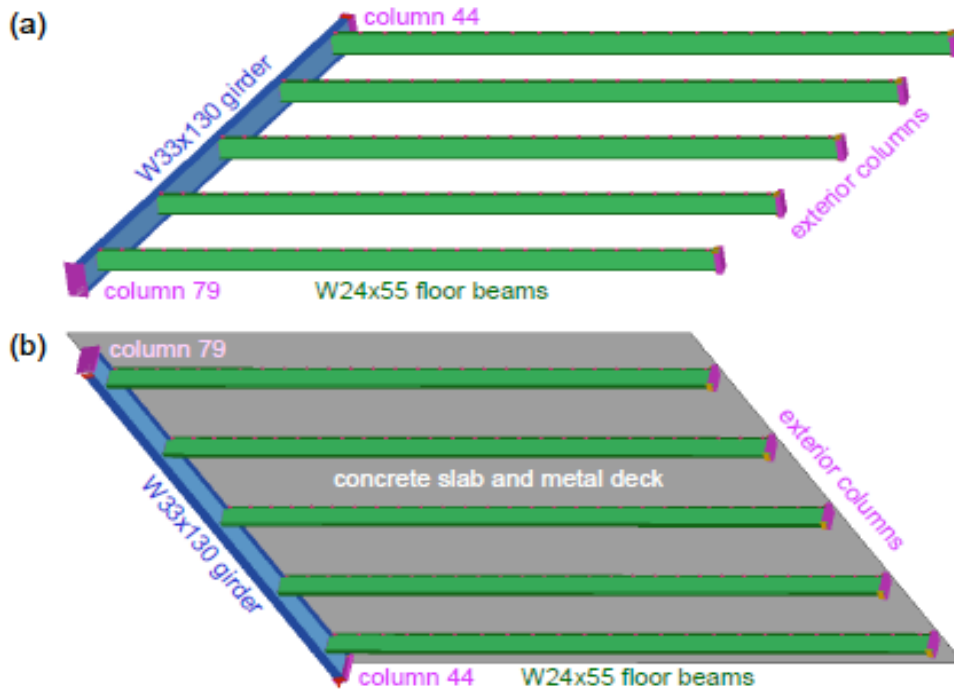 (a)
column 44
W33x130 girder
exterior columns
column 79
W24x55 floor beams
(b)
column 79
exterior columns
concrete slab and metal deck
W33x130 girder
column 44
W24x55 floor beams